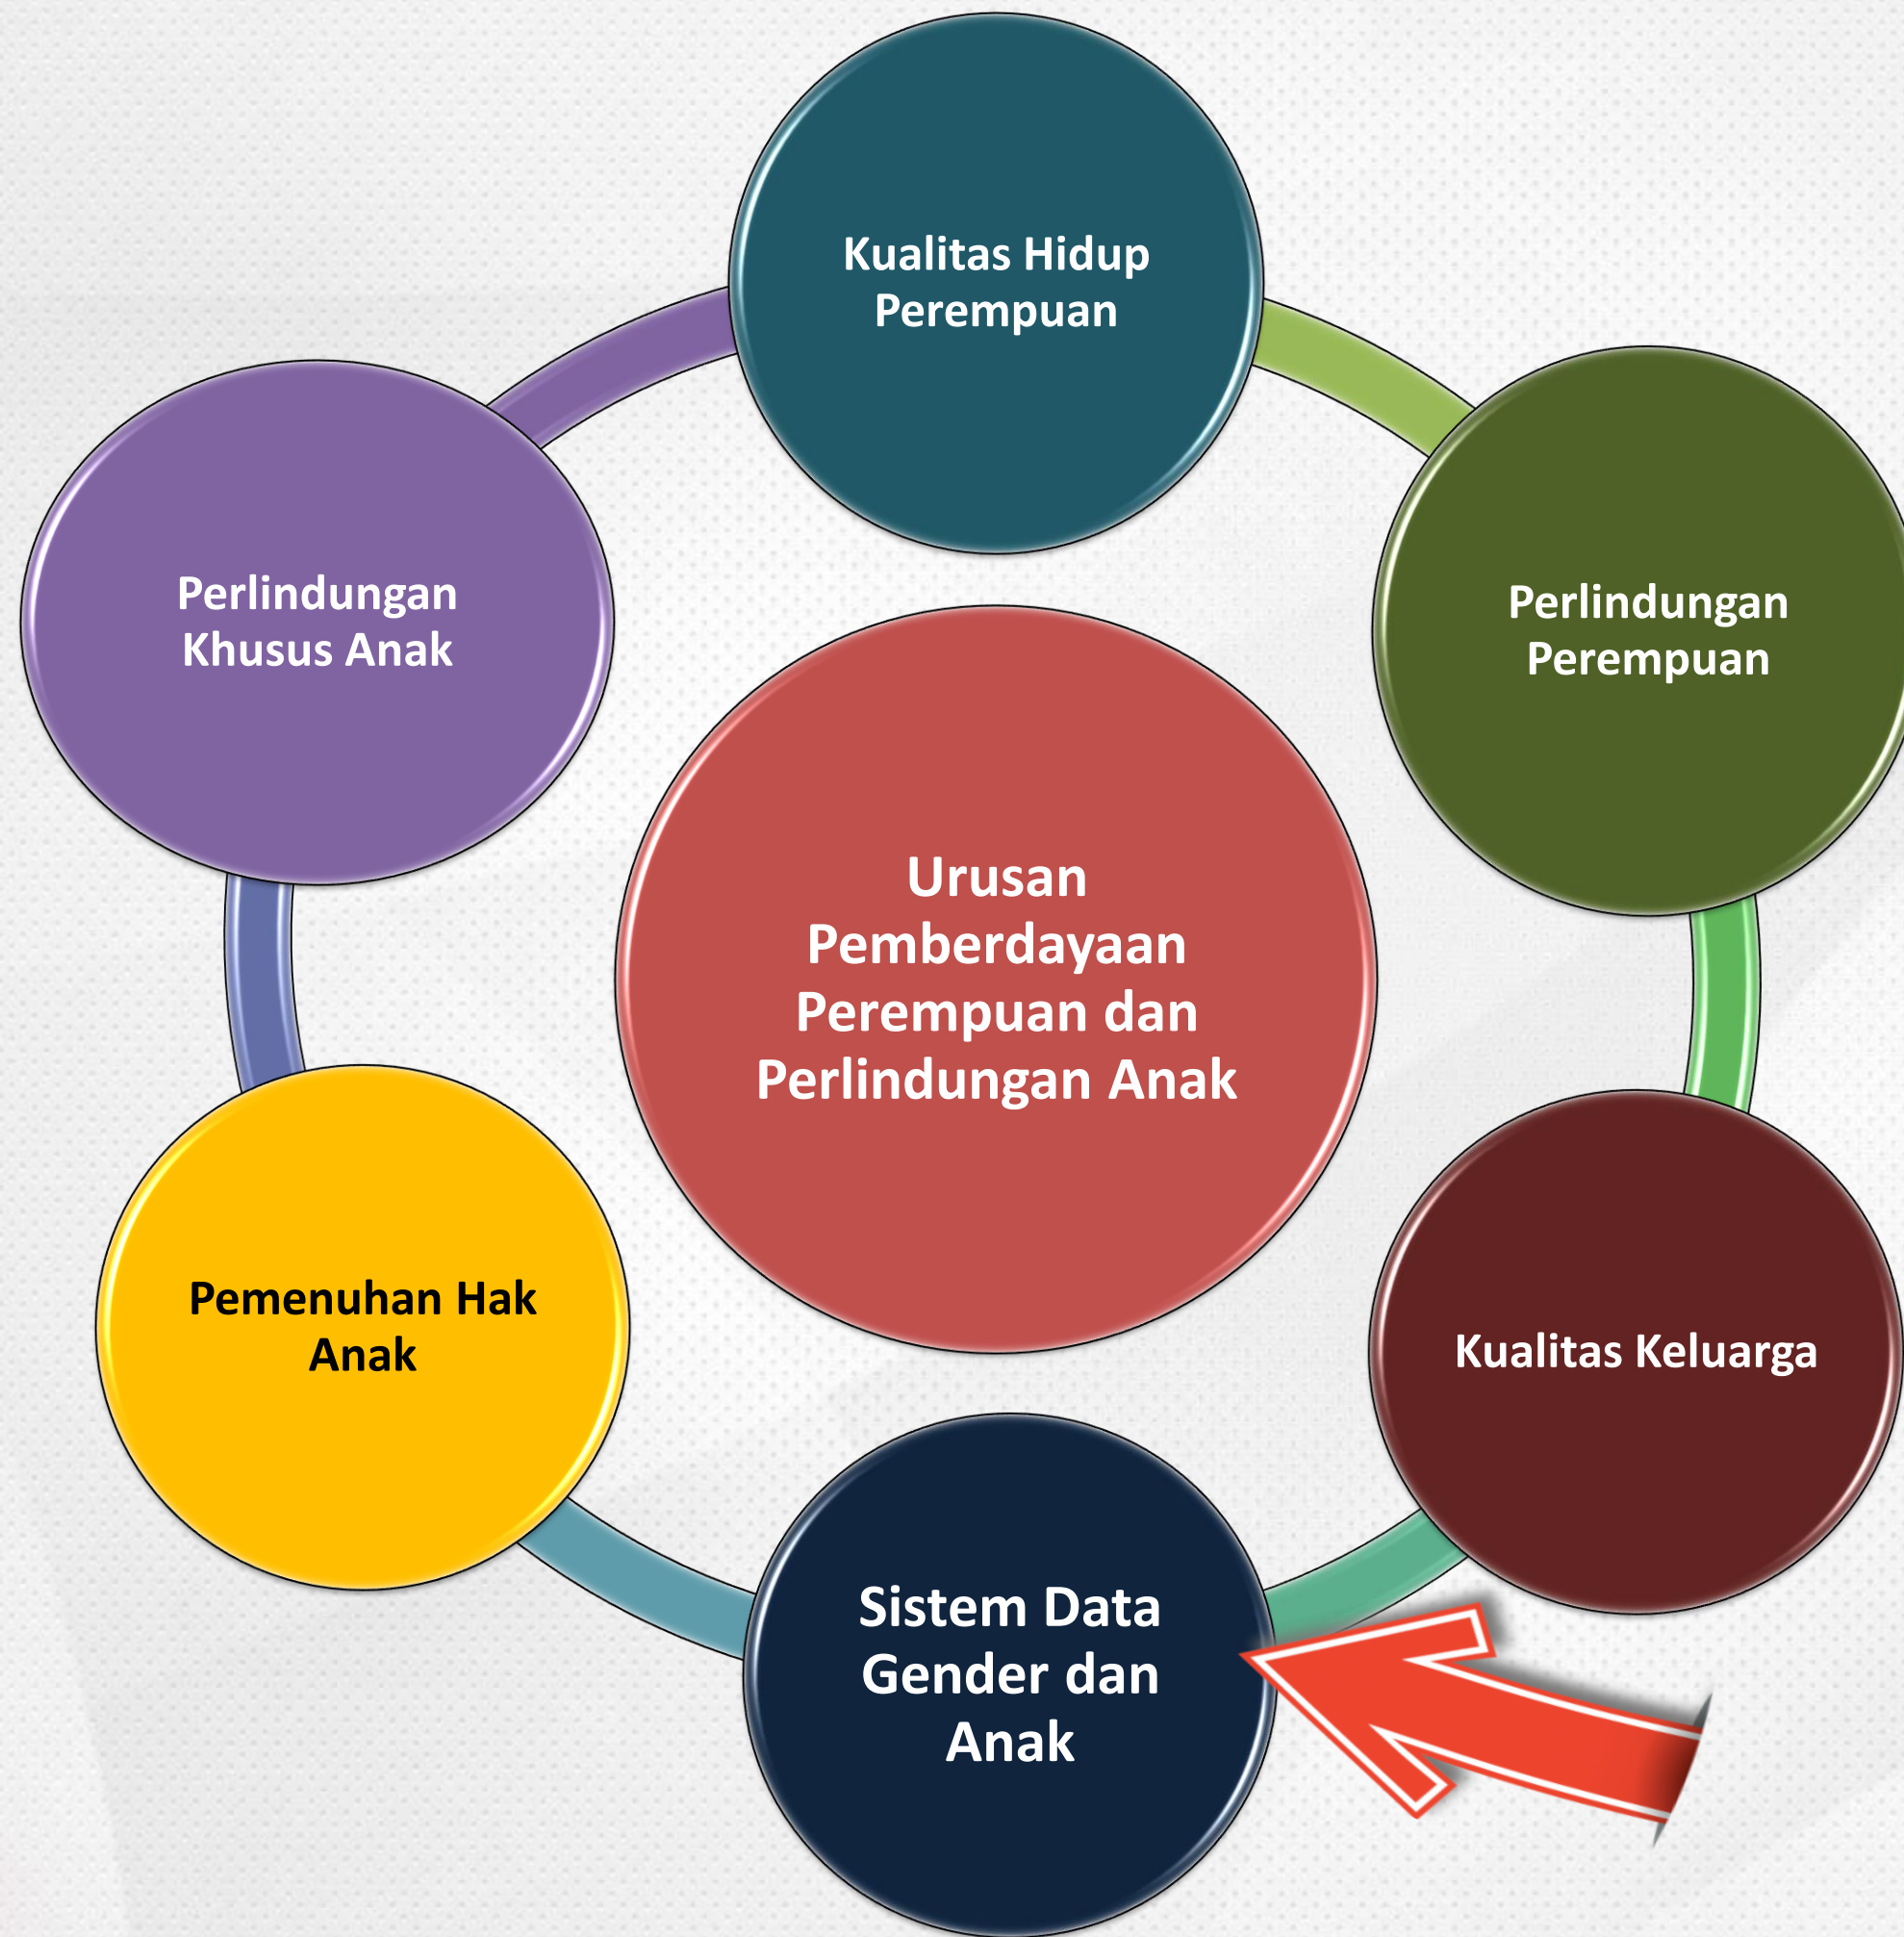 Kualitas Hidup
Perempuan
Perlindungan
Khusus Anak
Perlindungan
Perempuan
Urusan
Pemberdayaan
Perempuan dan
Perlindungan Anak
Pemenuhan Hak
Anak
Kualitas Keluarga
Sistem Data
Gender dan
Anak